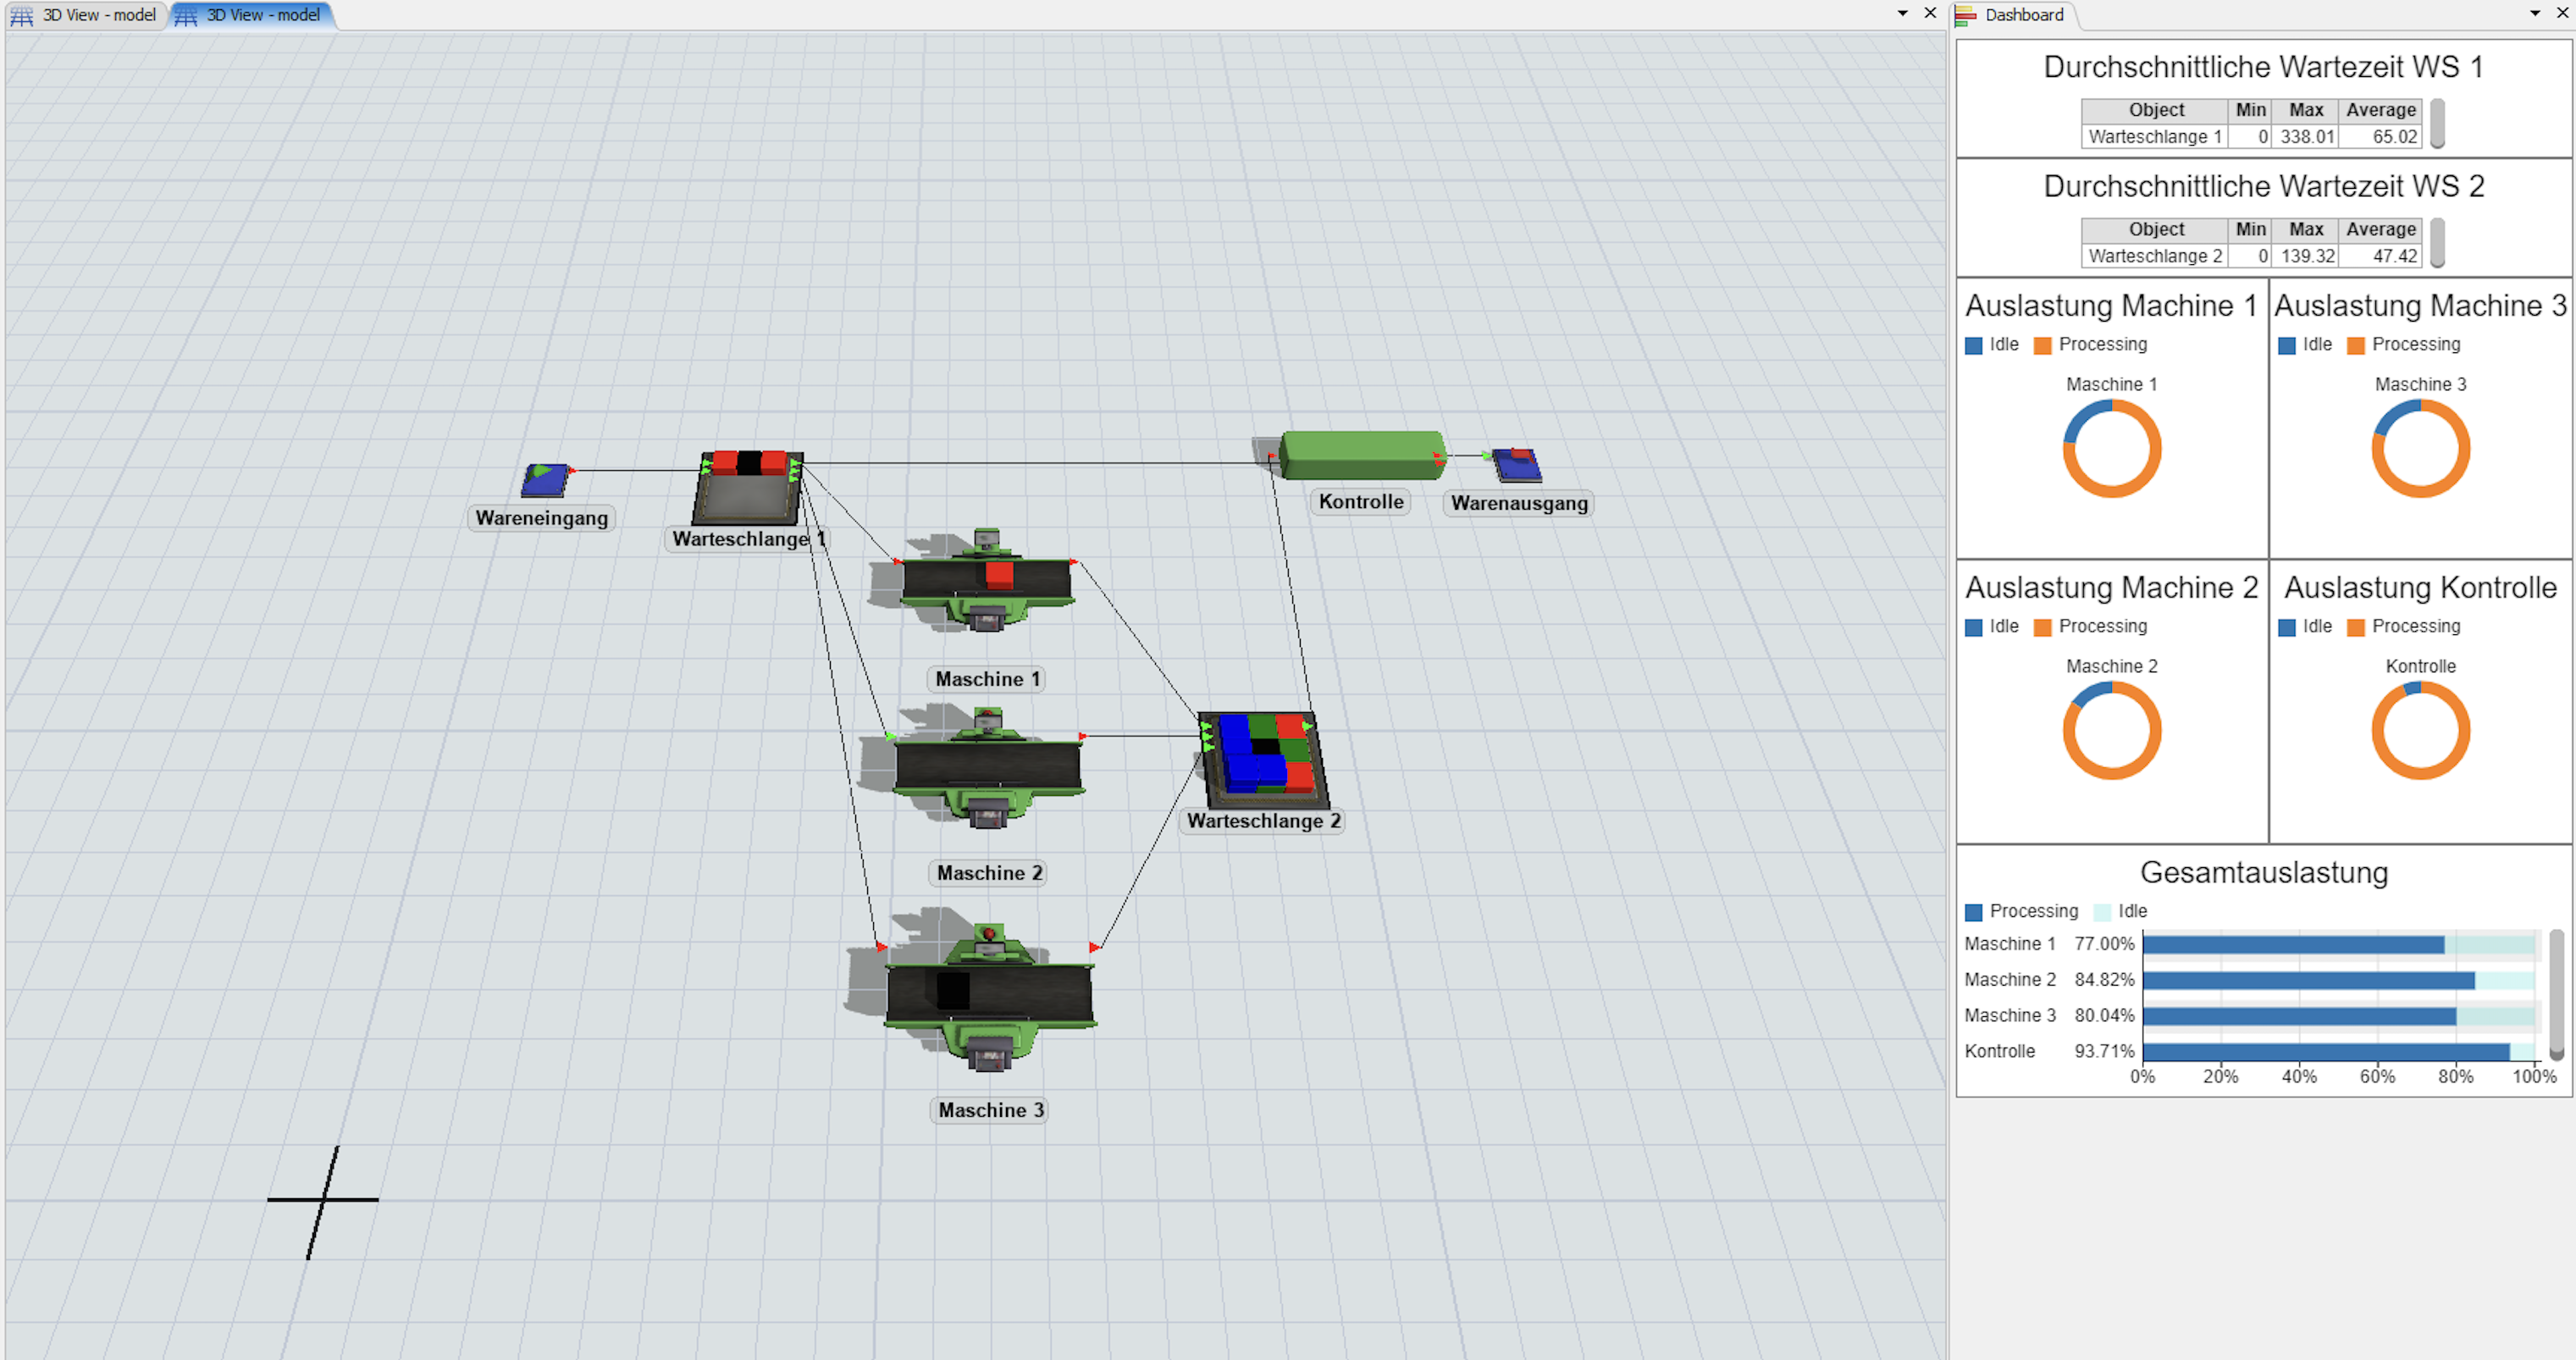 3D View - model
3D View - model
Wareneingang
Warteschlange 1
Kontrolle
Warenausgang
Maschine 1
Maschine 2
Warteschlange 2
Maschine 3
Dashboard
Durchschnittliche Wartezeit WS 1
Object Min Max Average
Warteschlange 1 0 338.01 65.02
Durchschnittliche Wartezeit WS 2
Object Min Max Average
Warteschlange 2 0 139.32 47.42
Auslastung Machine 1
Idle Processing
Maschine 1
Auslastung Machine 3
Idle Processing
Maschine 3
Auslastung Machine 2
Idle Processing
Maschine 2
Auslastung Kontrolle
Idle Processing
Kontrolle
Gesamtauslastung
Processing Idle
Maschine 1 77.00%
Maschine 2 84.82%
Maschine 3 80.04%
Kontrolle 93.71%
0% 20% 40% 60% 80% 100%